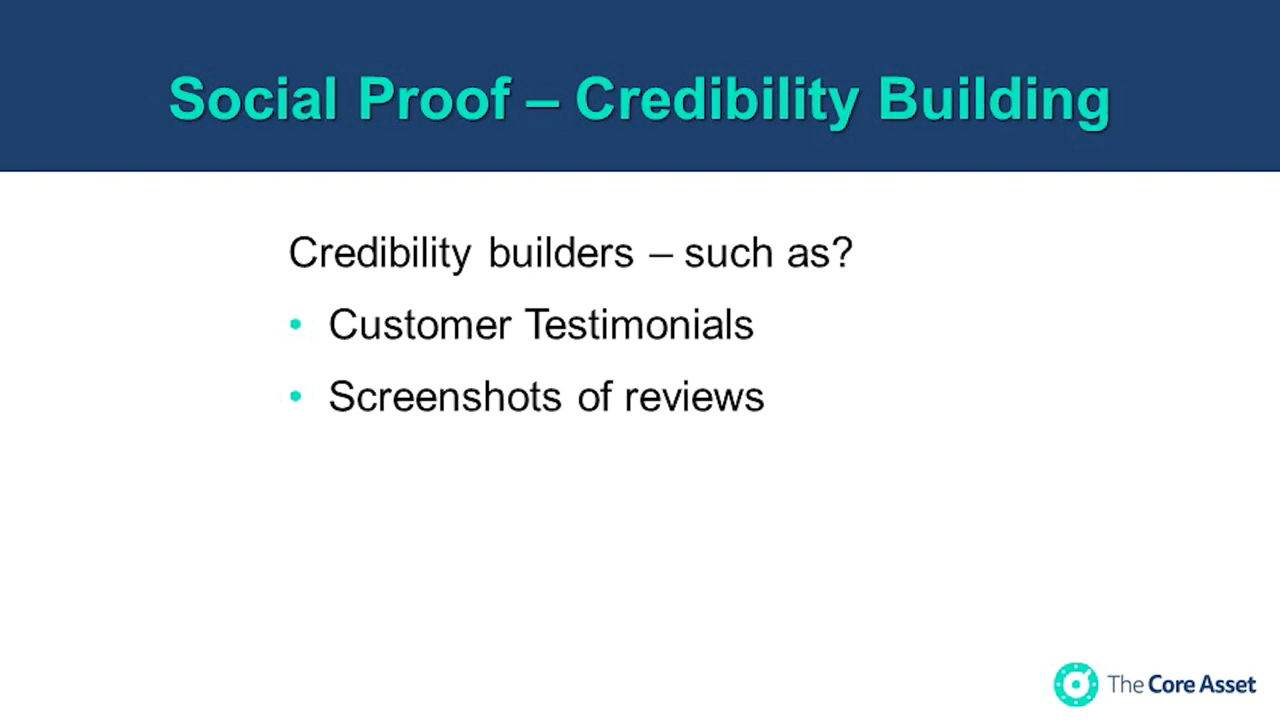 Social Proof – Credibility Building
Credibility builders – such as?
• Customer Testimonials
• Screenshots of reviews
The Core Asset